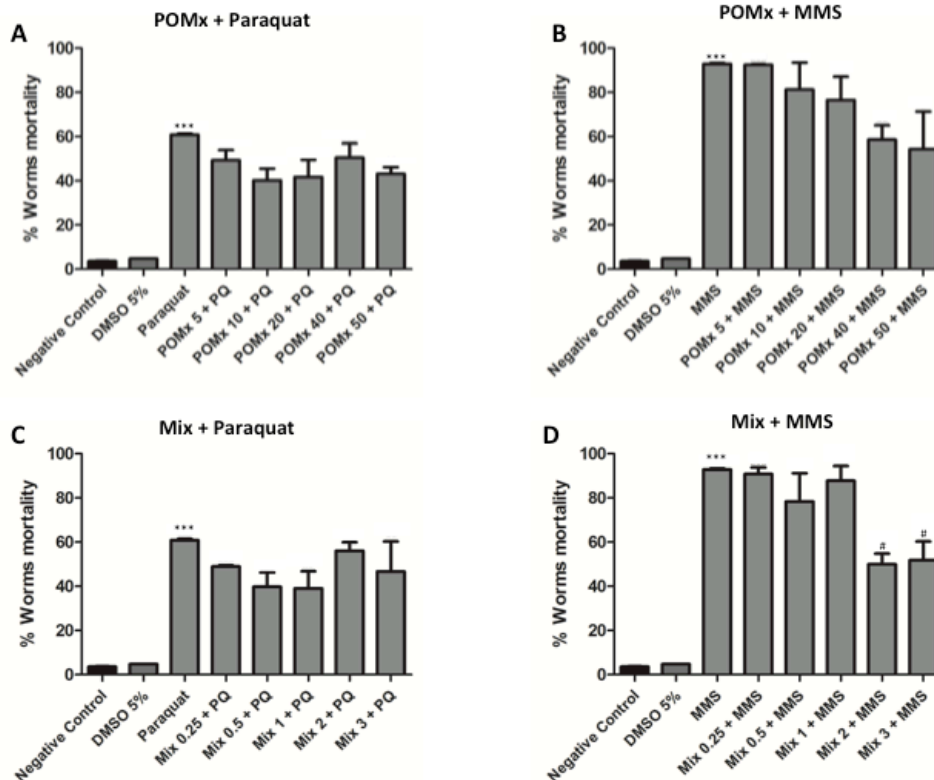 POMx + Paraquat
A
% Worms mortality
100
80
60
40
20
0
***
Negative Control
DMSO 5%
Paraquat
POMx 5 + PQ
POMx 10 + PQ
POMx 20 + PQ
POMx 40 + PQ
POMx 50 + PQ
POMx + MMS
B
% Worms mortality
100
80
60
40
20
0
***
Negative Control
DMSO 5%
MMS
POMx 5 + MMS
POMx 10 + MMS
POMx 20 + MMS
POMx 40 + MMS
POMx 50 + MMS
Mix + Paraquat
C
% Worms mortality
100
80
60
40
20
0
***
Negative Control
DMSO 5%
Paraquat
Mix 0.25 + PQ
Mix 0.5 + PQ
Mix 1 + PQ
Mix 2 + PQ
Mix 3 + PQ
Mix + MMS
D
% Worms mortality
100
80
60
40
20
0
***
#
#
Negative Control
DMSO 5%
MMS
Mix 0.25 + MMS
Mix 0.5 + MMS
Mix 1 + MMS
Mix 2 + MMS
Mix 3 + MMS